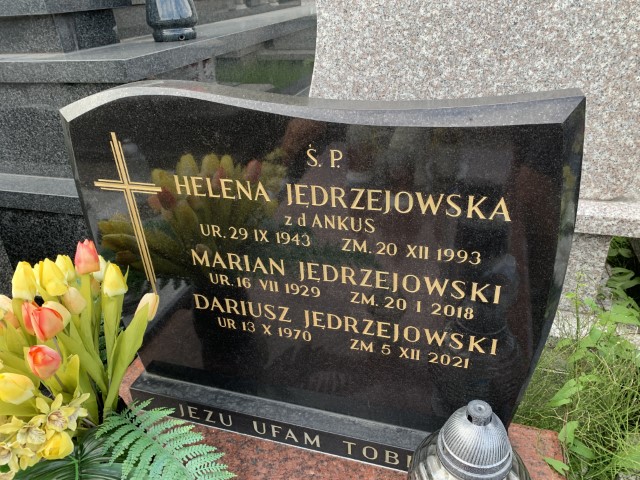 Ś. P.
HELENA JĘDRZEJOWSKA
z d ANKUS
UR. 29 IX 1943 ZM. 20 XII 1993
MARIAN JĘDRZEJOWSKI
UR. 16 VII 1929 ZM. 20 I 2018
DARIUSZ JĘDRZEJOWSKI
UR 13 X 1970 ZM 5 XII 2021
JEZU UFAM TOBIE